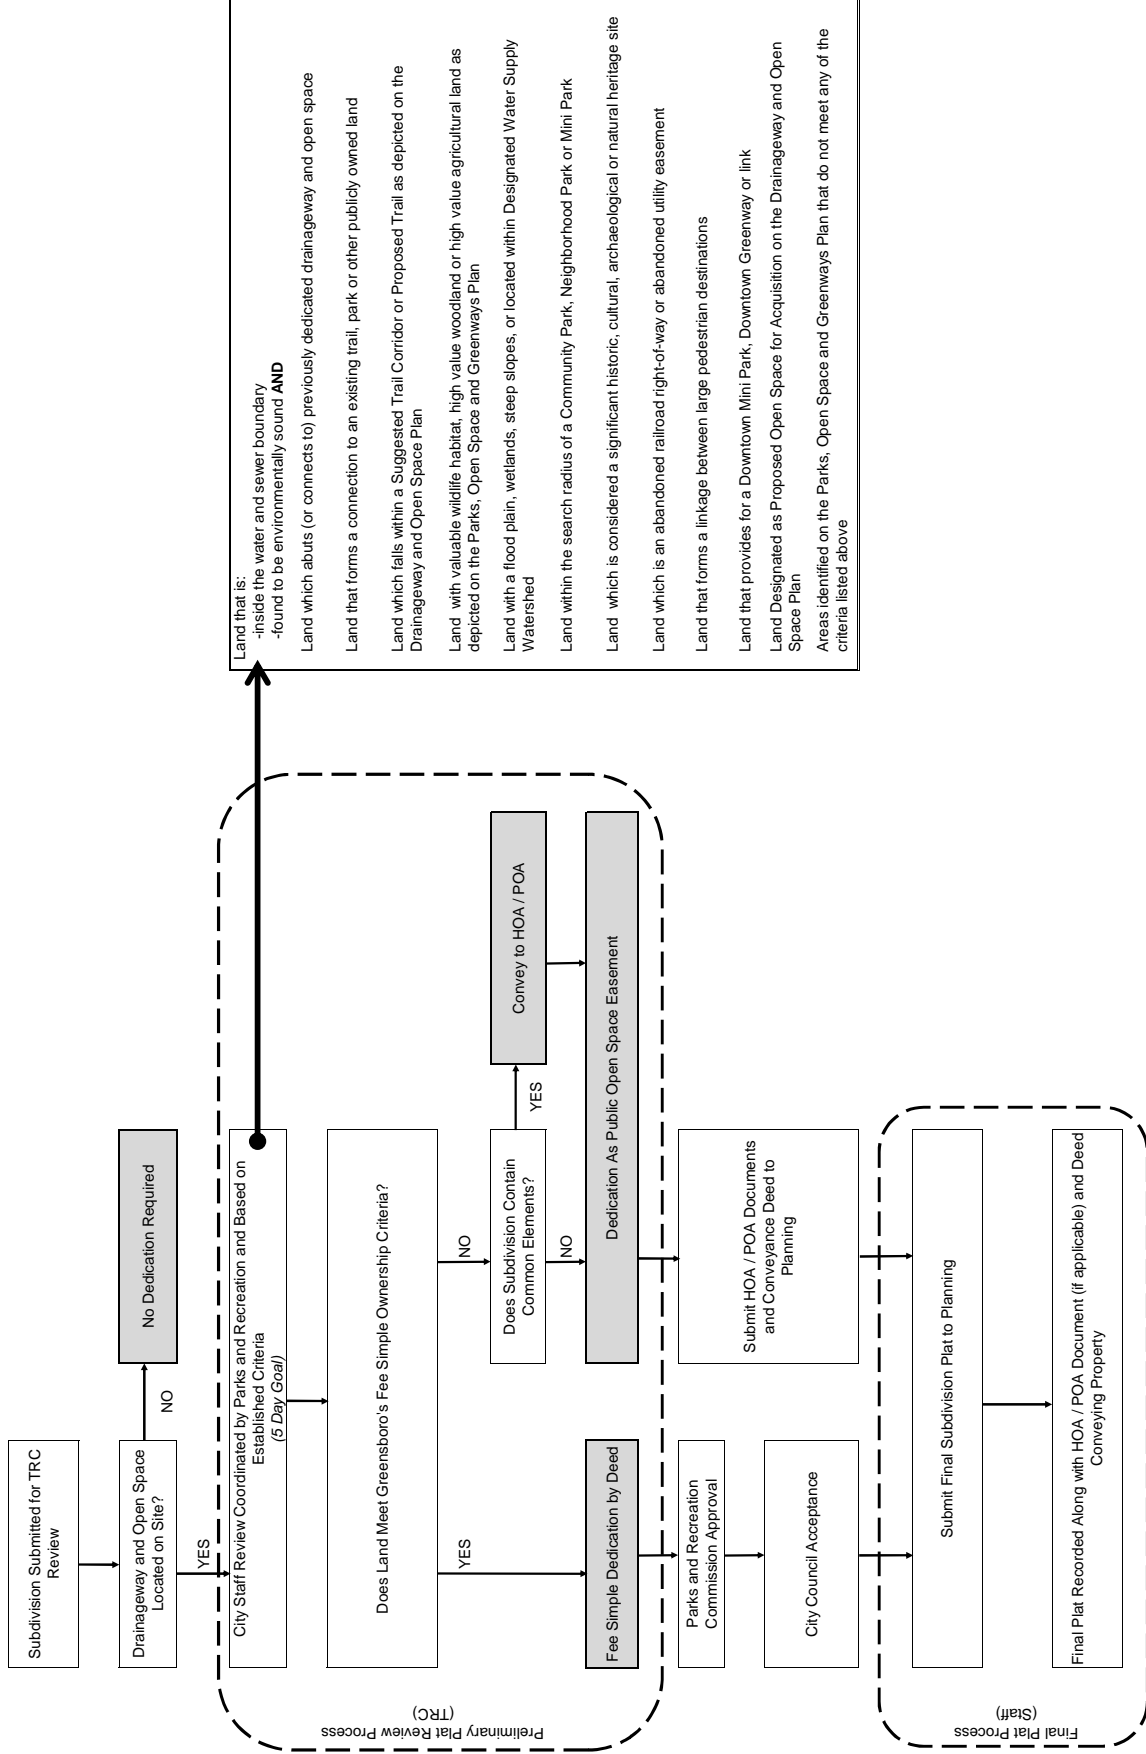 Subdivision Submitted for TRC
Review
Drainageway and Open Space
Located on Site?
NO
No Dedication Required
YES
City Staff Review Coordinated by Parks and Recreation and Based on
Established Criteria
(5 Day Goal)
Does Land Meet Greensboro's Fee Simple Ownership Criteria?
YES
NO
Does Subdivision Contain
Common Elements?
YES
Convey to HOA / POA
NO
Fee Simple Dedication by Deed
Dedication As Public Open Space Easement
Preliminary Plat Review Process
(TRC)
Parks and Recreation
Commission Approval
City Council Acceptance
Submit HOA / POA Documents
and Conveyance Deed to
Planning
Submit Final Subdivision Plat to Planning
Final Plat Recorded Along with HOA / POA Document (if applicable) and Deed
Conveying Property
Final Plat Process
(Staff)
Land that is:
-inside the water and sewer boundary
-found to be environmentally sound AND
Land which abuts (or connects to) previously dedicated drainageway and open space
Land that forms a connection to an existing trail, park or other publicly owned land
Land which falls within a Suggested Trail Corridor or Proposed Trail as depicted on the
Drainageway and Open Space Plan
Land with valuable wildlife habitat, high value woodland or high value agricultural land as
depicted on the Parks, Open Space and Greenways Plan
Land with a flood plain, wetlands, steep slopes, or located within Designated Water Supply
Watershed
Land within the search radius of a Community Park, Neighborhood Park or Mini Park
Land which is considered a significant historic, cultural, archaeological or natural heritage site
Land which is an abandoned railroad right-of-way or abandoned utility easement
Land that forms a linkage between large pedestrian destinations
Land that provides for a Downtown Mini Park, Downtown Greenway or link
Land Designated as Proposed Open Space for Acquisition on the Drainageway and Open
Space Plan
Areas identified on the Parks, Open Space and Greenways Plan that do not meet any of the
criteria listed above